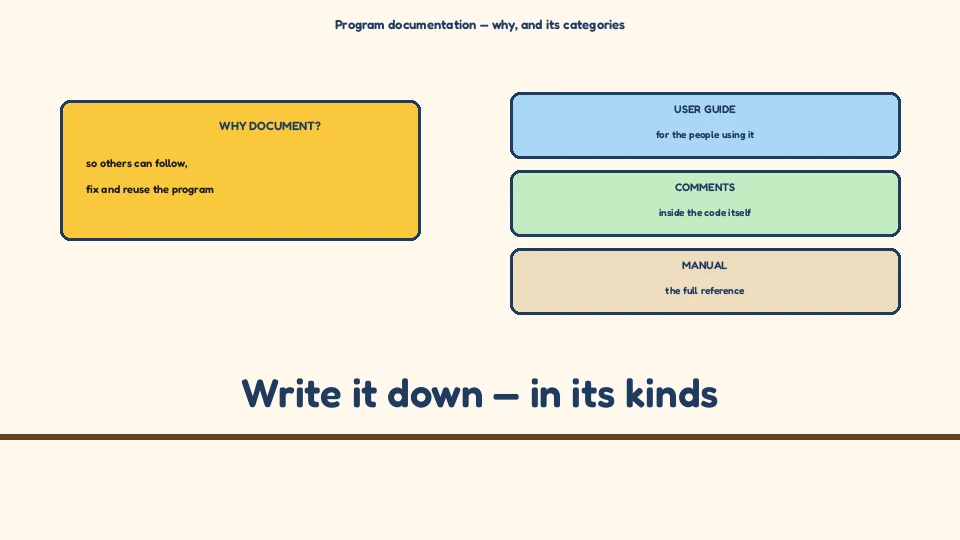 Program documentation — why, and its categories
WHY DOCUMENT?
so others can follow,
fix and reuse the program
USER GUIDE
for the people using it
COMMENTS
inside the code itself
MANUAL
the full reference
Write it down — in its kinds